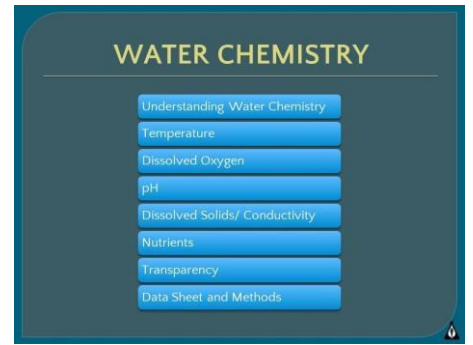 WATER CHEMISTRY
Understanding Water Chemistry
Temperature
Dissolved Oxygen
pH
Dissolved Solids/ Conductivity
Nutrients
Transparency
Data Sheet and Methods